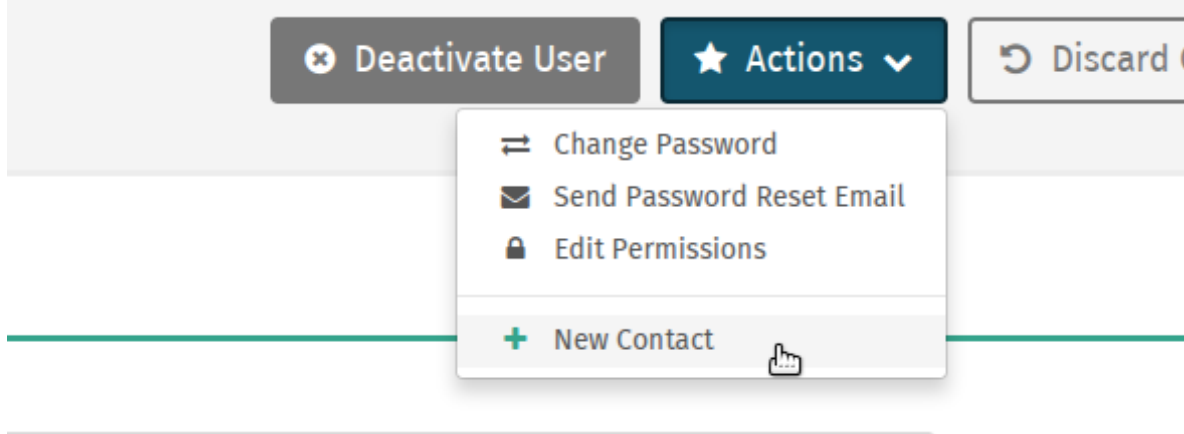 Deactivate User
Actions
Discard
Change Password
Send Password Reset Email
Edit Permissions
New Contact